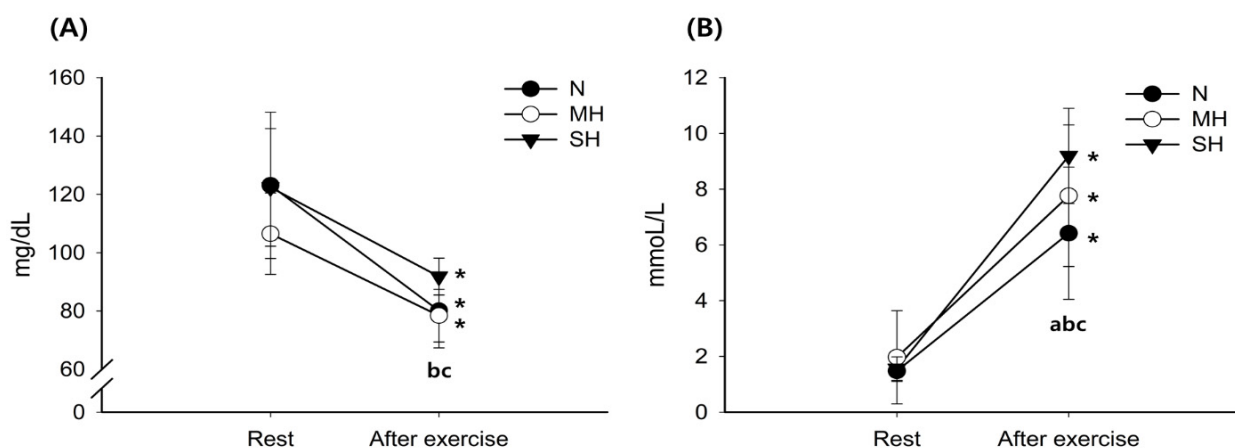 (A)
160
140
120
100
80
60
0
mg/dL
N
MH
SH
*
*
*
bc
Rest
After exercise
(B)
12
10
8
6
4
2
0
mmoL/L
N
MH
SH
*
*
*
abc
Rest
After exercise